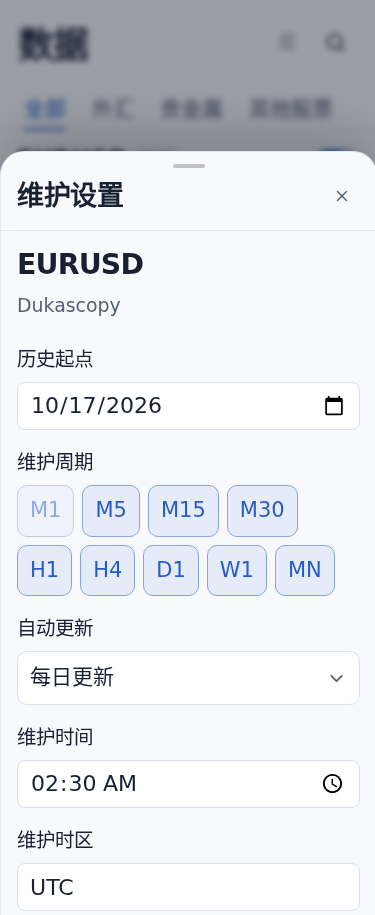 数据
全部 外汇 贵金属 其他股票
维护设置
EURUSD
Dukascopy
历史起点
10/17/2026
维护周期
M1 M5 M15 M30
H1 H4 D1 W1 MN
自动更新
每日更新
维护时间
02:30 AM
维护时区
UTC